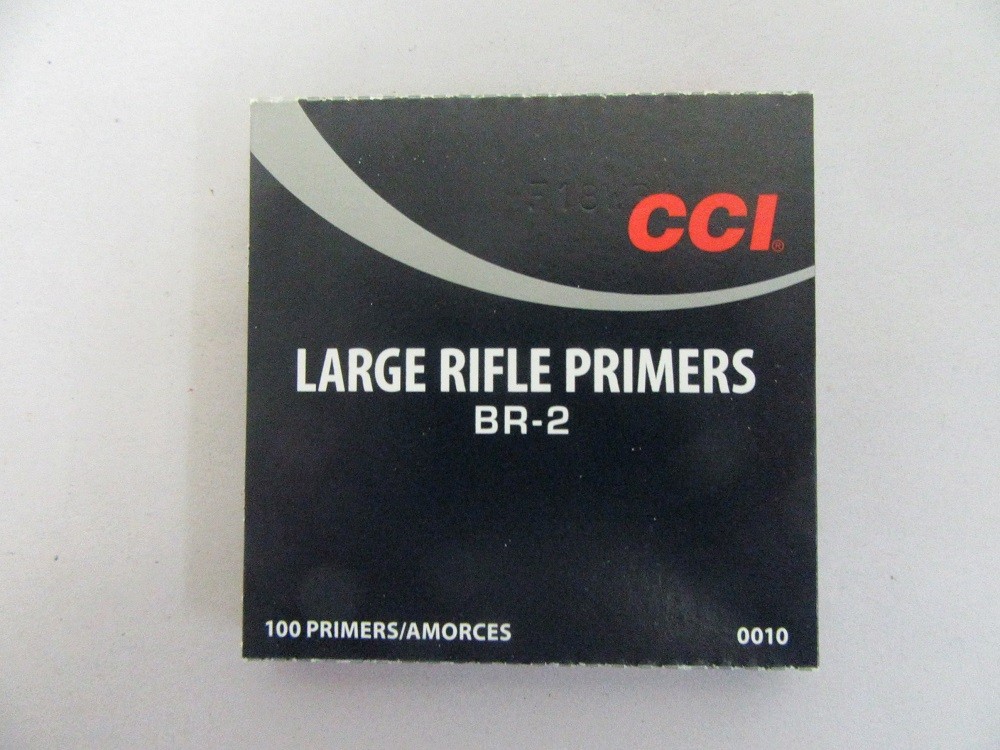 CCI®
LARGE RIFLE PRIMERS
BR-2
100 PRIMERS/AMORCES
0010